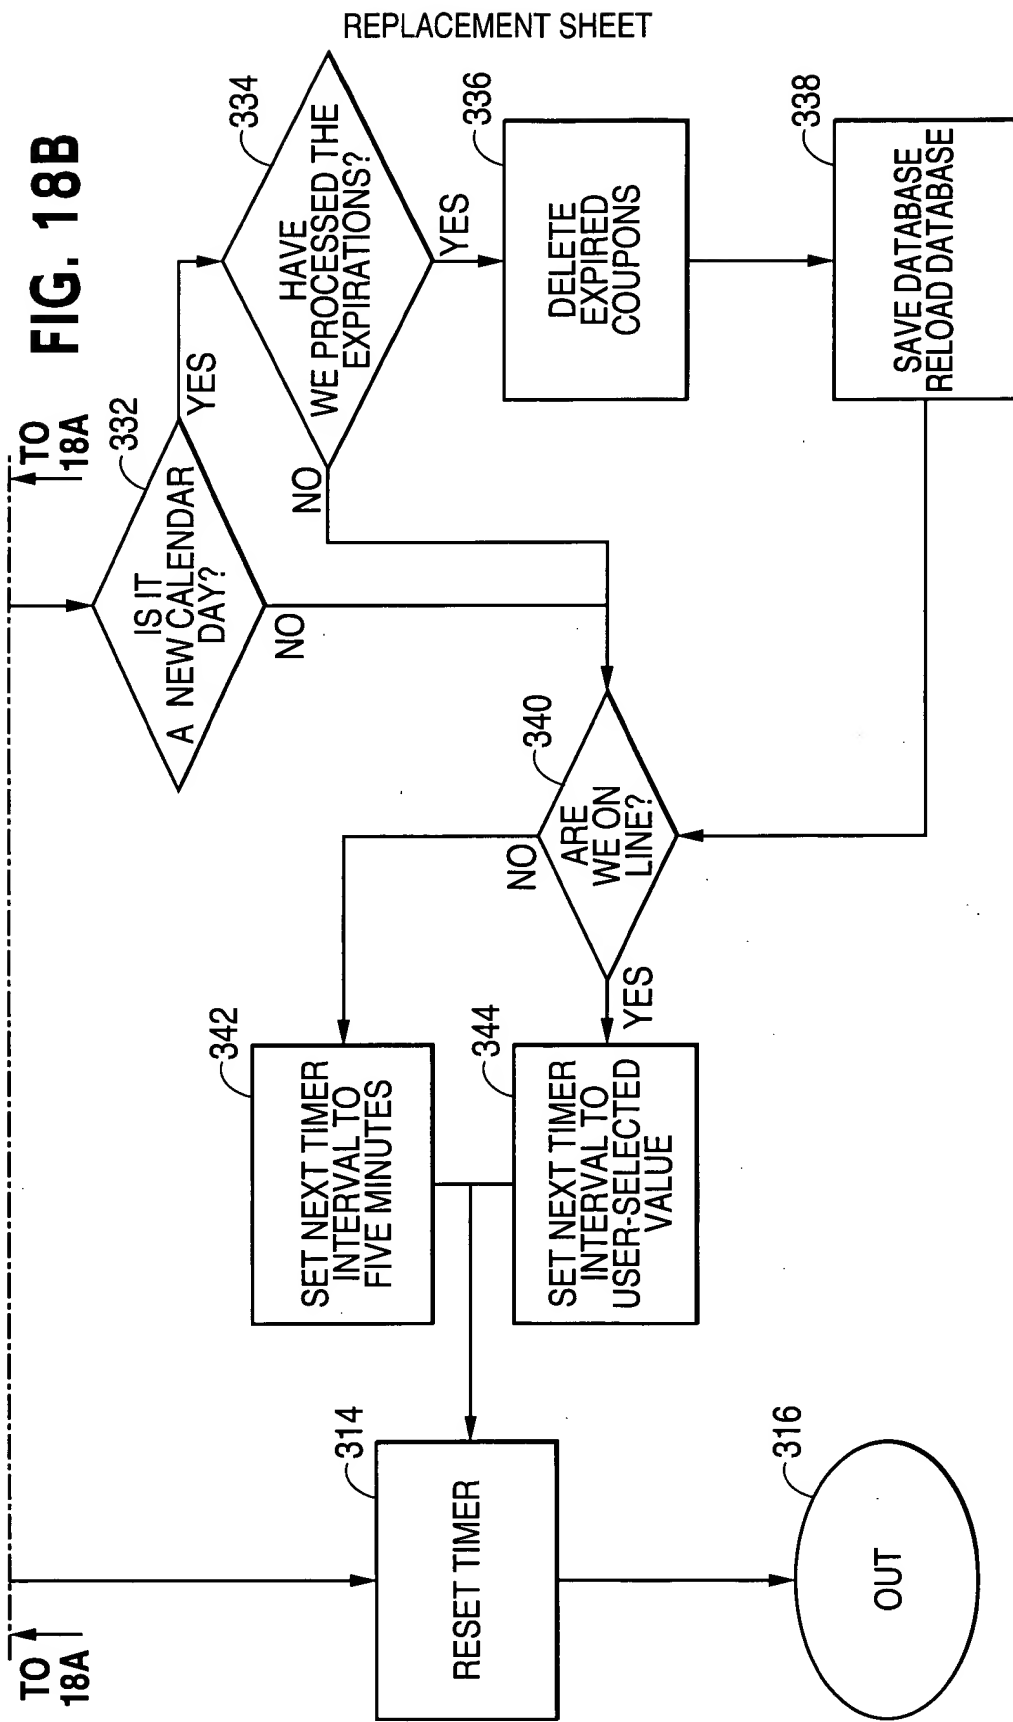 REPLACEMENT SHEET
FIG. 18B
TO
18A
TO
18A
332
IS IT
A NEW CALENDAR
DAY?
YES
NO
334
HAVE
WE PROCESSED THE
EXPIRATIONS?
YES
NO
336
DELETE
EXPIRED
COUPONS
338
SAVE DATABASE
RELOAD DATABASE
340
ARE
WE ON
LINE?
NO
YES
342
SET NEXT TIMER
INTERVAL TO
FIVE MINUTES
344
SET NEXT TIMER
INTERVAL TO
USER-SELECTED
VALUE
314
RESET TIMER
316
OUT